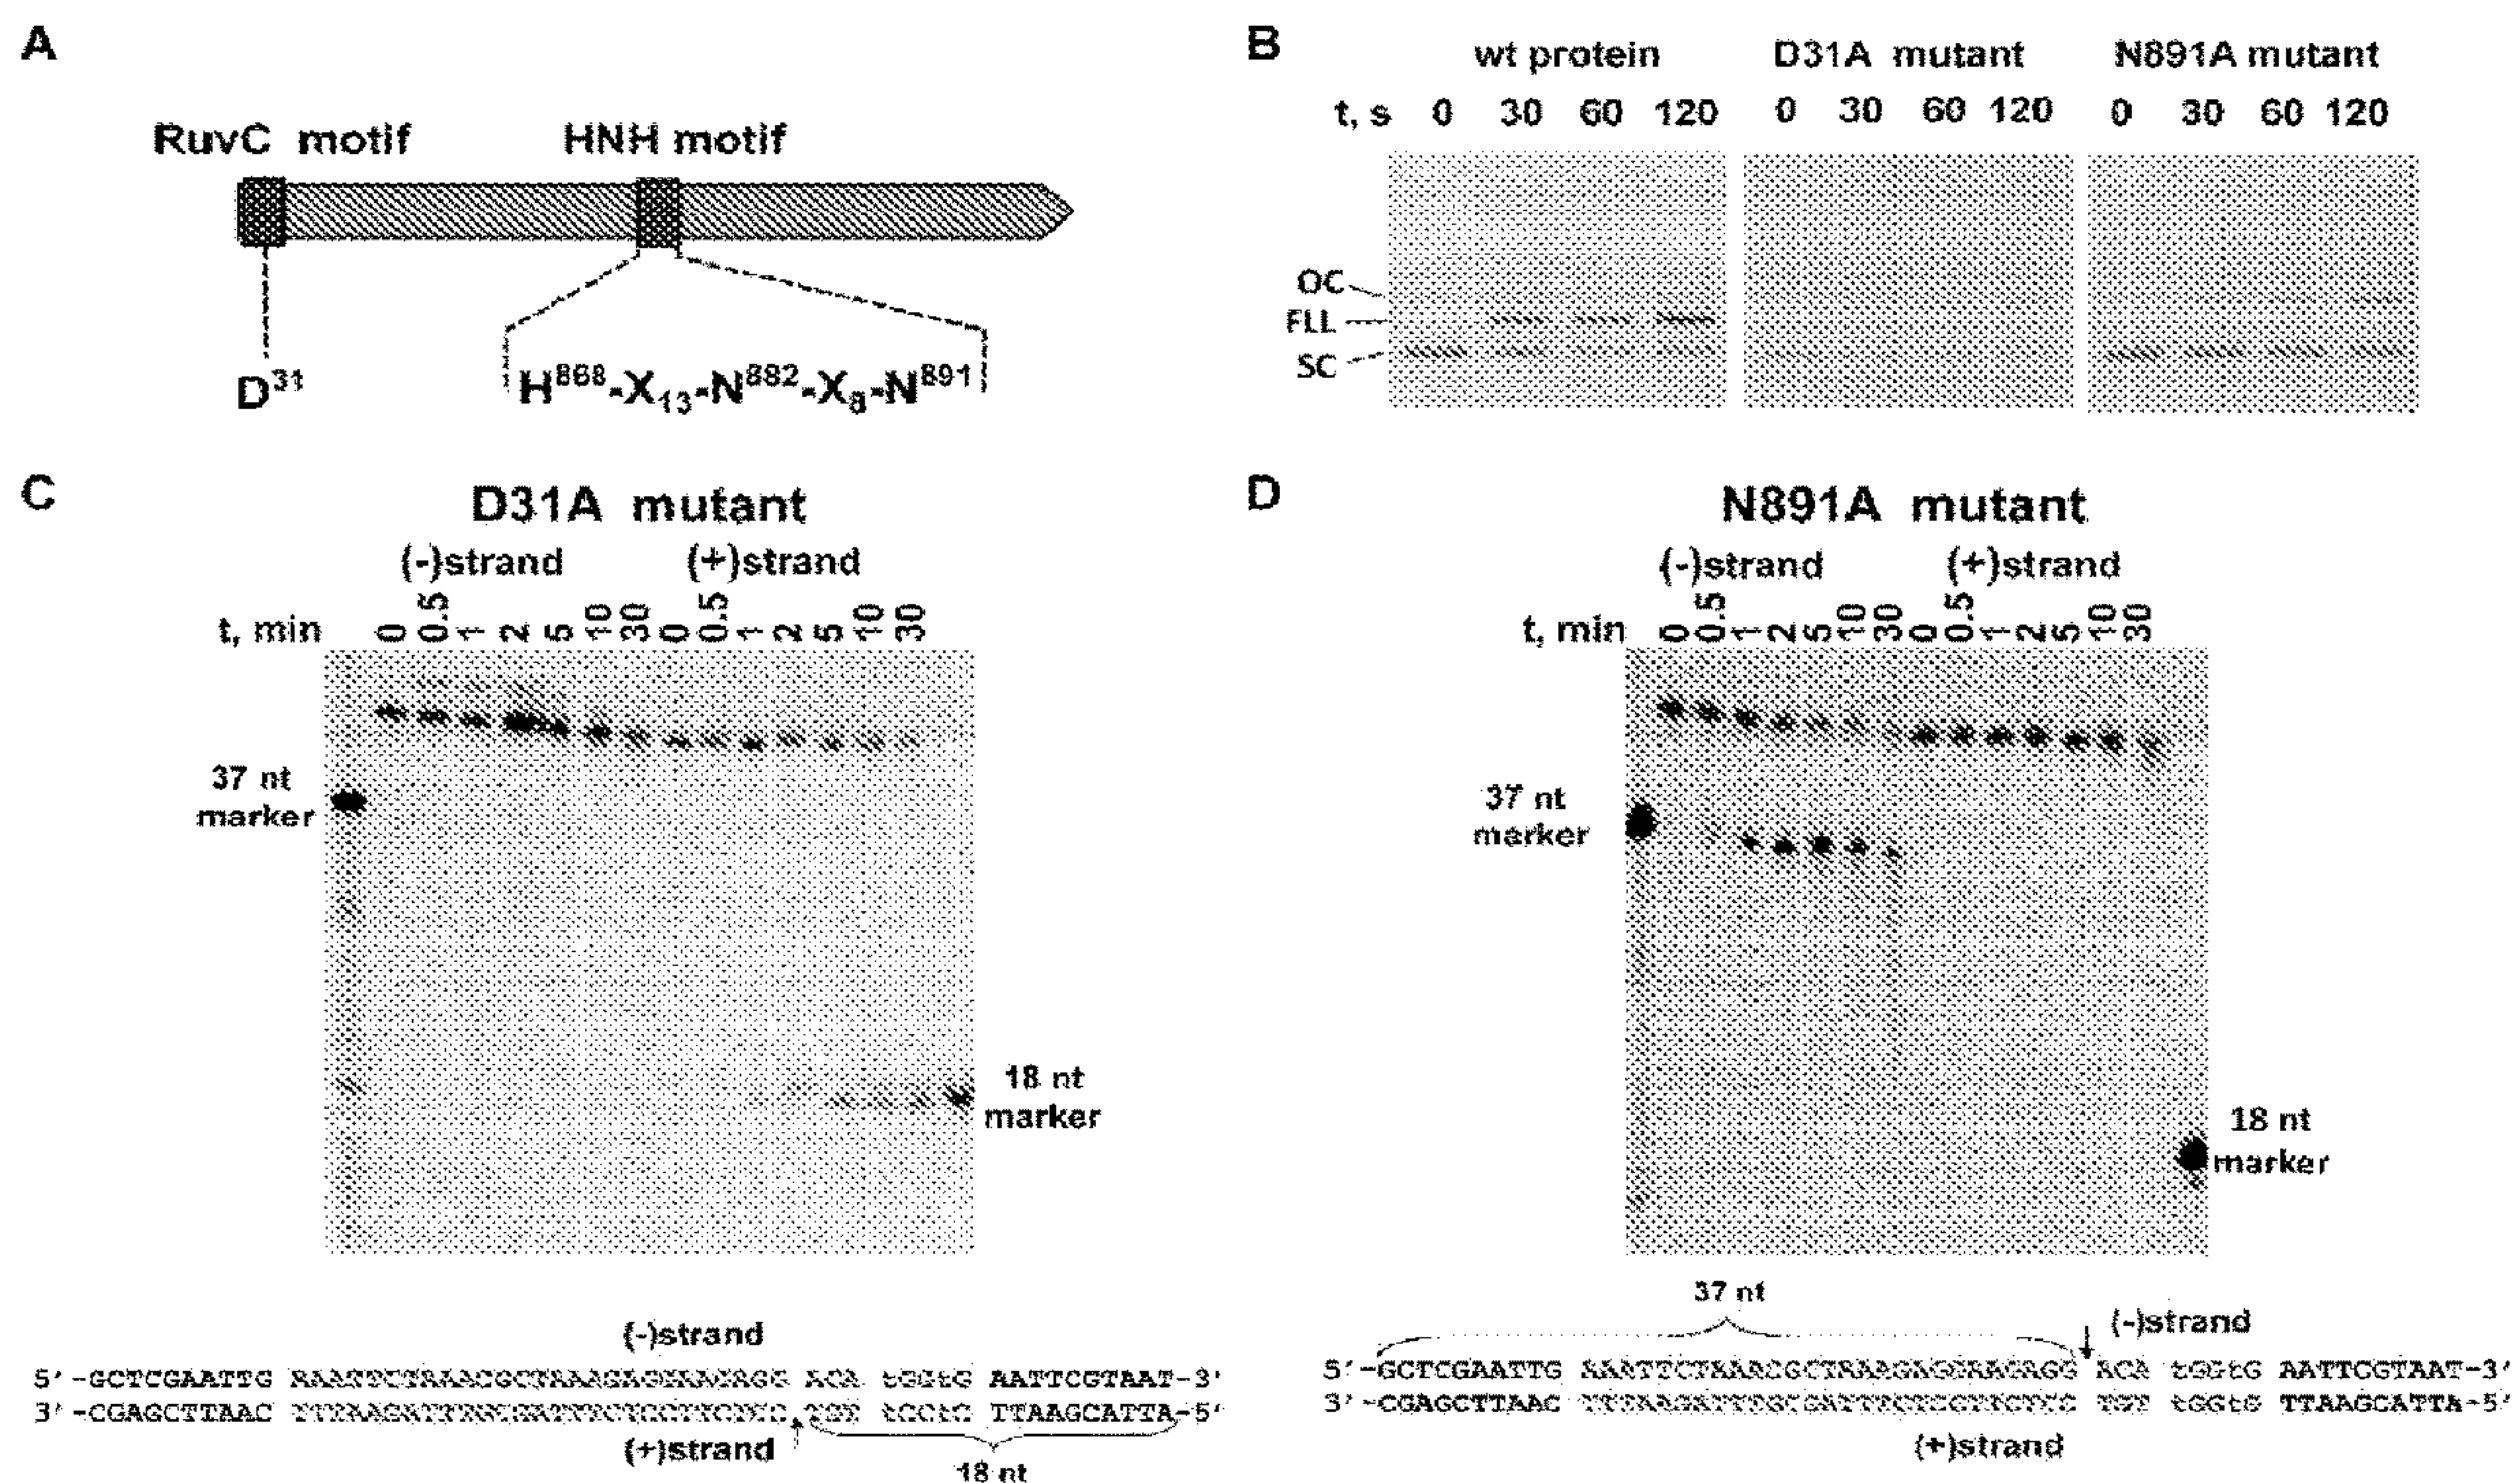 A
RuvC motif HNH motif
D31
H868-X13-N882-X8-N891
B
wt protein D31A mutant N891A mutant
t, s 0 30 60 120 0 30 60 120 0 30 60 120
OC
FLL
SC
C
D31A mutant
(-)strand (+)strand
t, min 0 0.5 1 2 5 10 30 0 0.5 1 2 5 10 30
37 nt
marker
18 nt
marker
(-)strand
5'-GCTCGAATTG ACA tGGtG AATTCGTAAT-3'
3'-CGAGCTTAAC TTAAGCATTA-5'
(+)strand
18 nt
D
N891A mutant
(-)strand (+)strand
t, min 0 0.5 1 2 5 10 30 0 0.5 1 2 5 10 30
37 nt
marker
18 nt
marker
37 nt
(-)strand
5'-GCTCGAATTG ACA tGGtG AATTCGTAAT-3'
3'-CGAGCTTAAC TGT TTAAGCATTA-5'
(+)strand